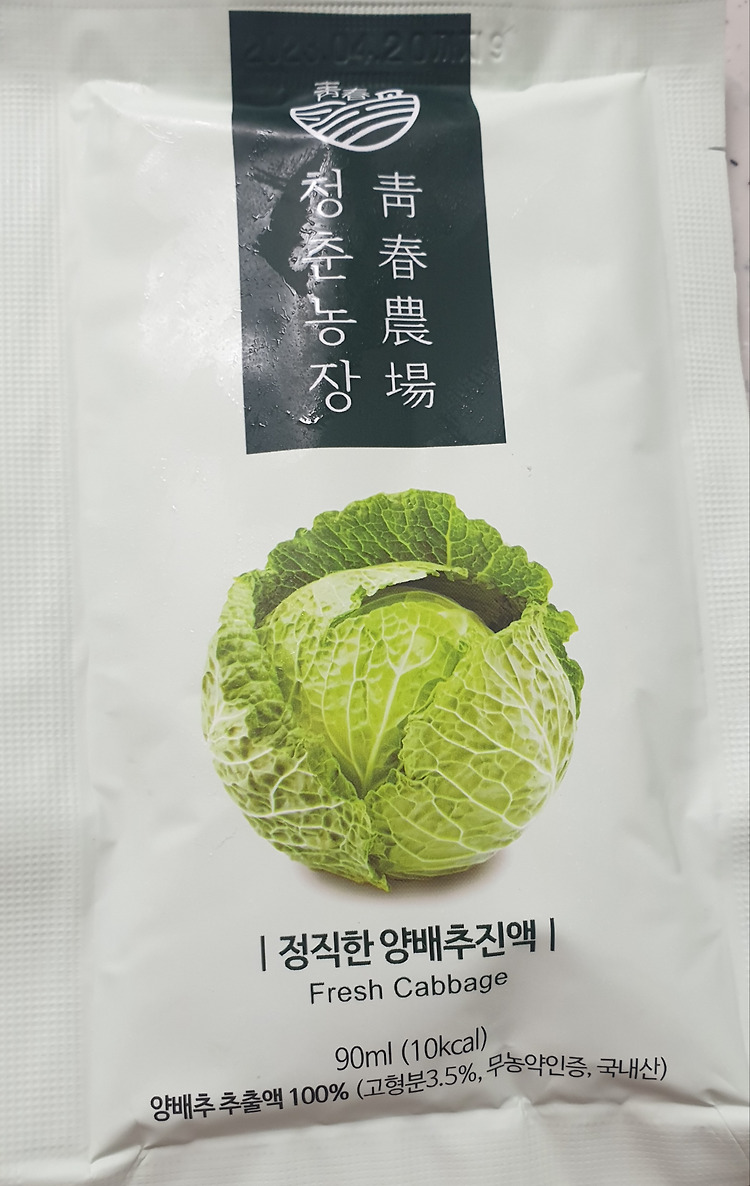 青春
청춘농장
青春農場
| 정직한 양배추진액 |
Fresh Cabbage
90ml (10kcal)
양배추 추출액 100% (고형분3.5%, 무농약인증, 국내산)